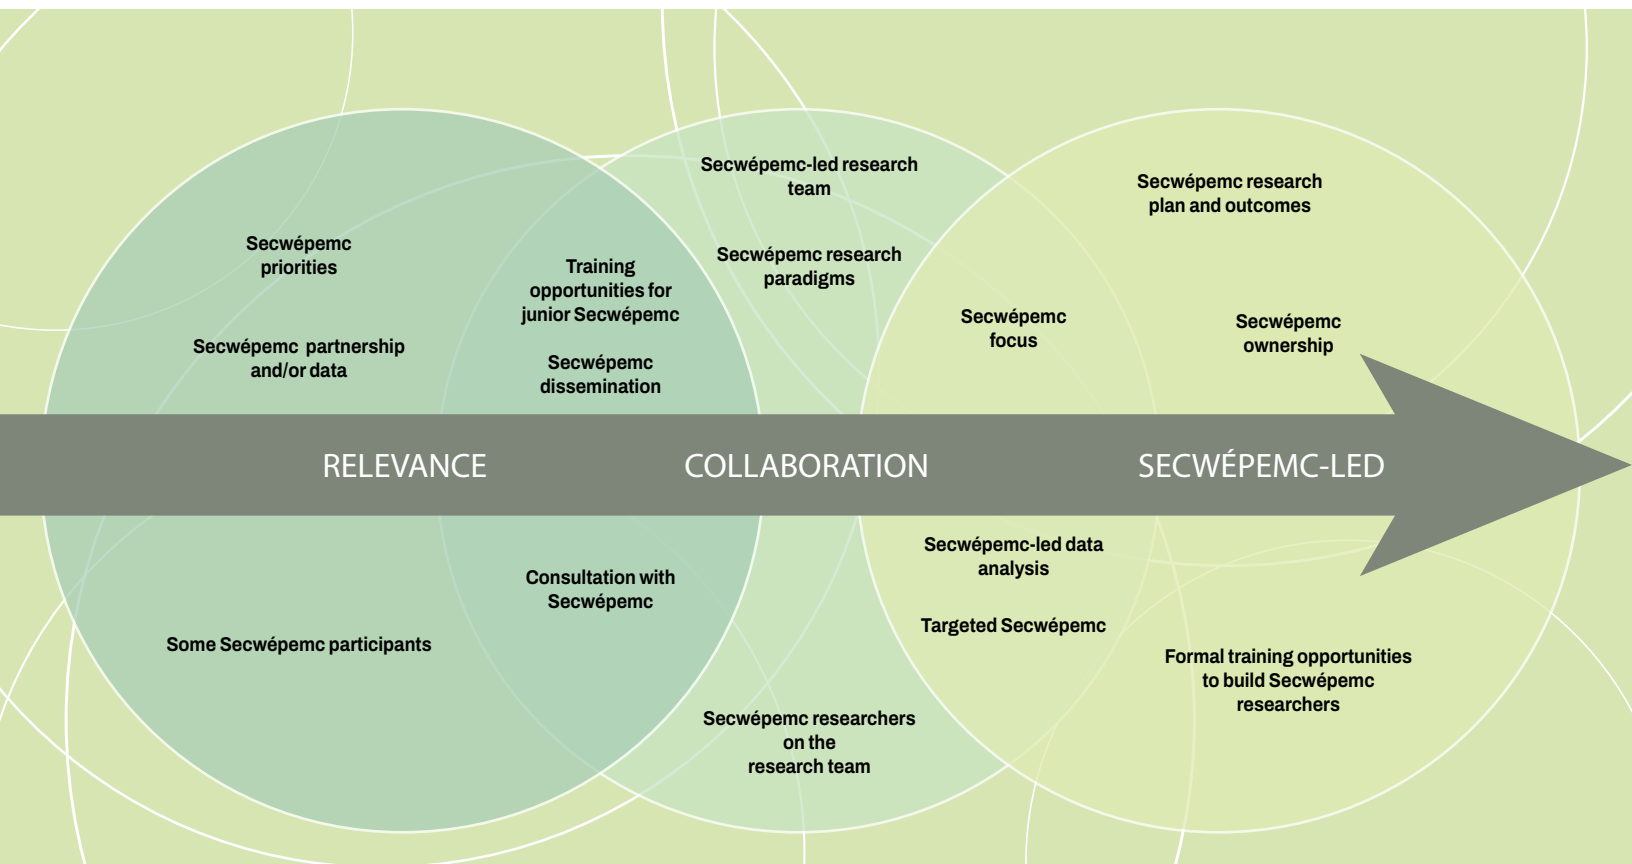 Secwépemc
priorities
Secwépemc  partnership
and/or data
Training
opportunities for
junior Secwépemc
Secwépemc
dissemination
Secwépemc-led research
team
Secwépemc research
paradigms
Secwépemc
focus
Secwépemc research
plan and outcomes
Secwépemc
ownership
RELEVANCE
COLLABORATION
SECWÉPEMC-LED
Some Secwépemc participants
Consultation with
Secwépemc
Secwépemc researchers
on the
research team
Secwépemc-led data
analysis
Targeted Secwépemc
Formal training opportunities
to build Secwépemc
researchers